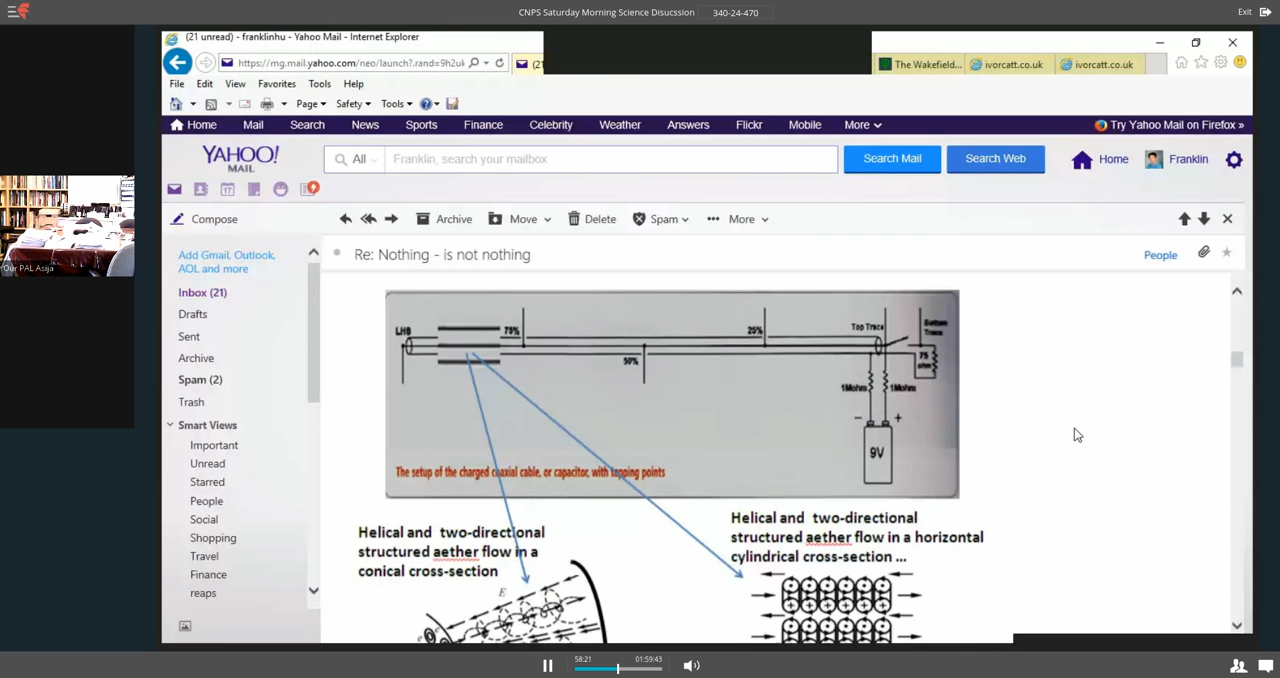 CNPS Saturday Morning Science Disucssion
340-24-470
Exit
(21 unread) - franklinhu - Yahoo Mail - Internet Explorer
https://mg.mail.yahoo.com/neo/launch?.rand=9h2uk
(21
The Wakefield...
ivorcatt.co.uk
ivorcatt.co.uk
File Edit View Favorites Tools Help
Page Safety Tools
Home Mail Search News Sports Finance Celebrity Weather Answers Flickr Mobile More
Try Yahoo Mail on Firefox »
YAHOO!
MAIL
All
Franklin, search your mailbox
Search Mail
Search Web
Home
Franklin
17
Compose
Archive Move Delete Spam More
Add Gmail, Outlook,
AOL and more
Inbox (21)
Drafts
Sent
Archive
Spam (2)
Trash
Smart Views
Important
Unread
Starred
People
Social
Shopping
Travel
Finance
reaps
Re: Nothing - is not nothing
People
LHS
70%
50%
25%
Top Trace
Bottom
Trace
75
ohm
1Mohm
1Mohm
- +
9V
The setup of the charged coaxial cable, or capacitor, with tapping points
Helical and two-directional
structured aether flow in a
conical cross-section
Helical and two-directional
structured aether flow in a horizontal
cylindrical cross-section ...
E
Our PAL Asija
58:21
01:59:43